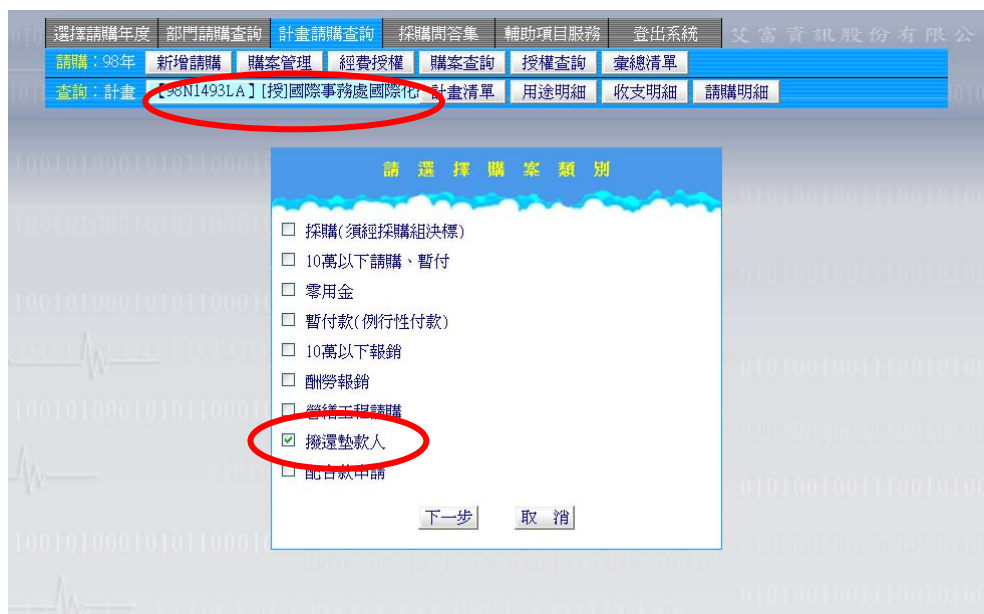 選擇請購年度 部門請購查詢 計畫請購查詢 採購問答集 輔助項目服務 登出系統 艾富資訊股份有限公
請購：98年 新增請購 購案管理 經費授權 購案查詢 授權查詢 彙總清單
查詢：計畫 【98N1493LA】[授]國際事務處國際化 計畫清單 用途明細 收支明細 請購明細
請選擇購案類別
採購(須經採購組決標)
10萬以下請購、暫付
零用金
暫付款(例行性付款)
10萬以下報銷
酬勞報銷
營繕工程請購
撥還墊款人
配合款申請
下一步 取 消